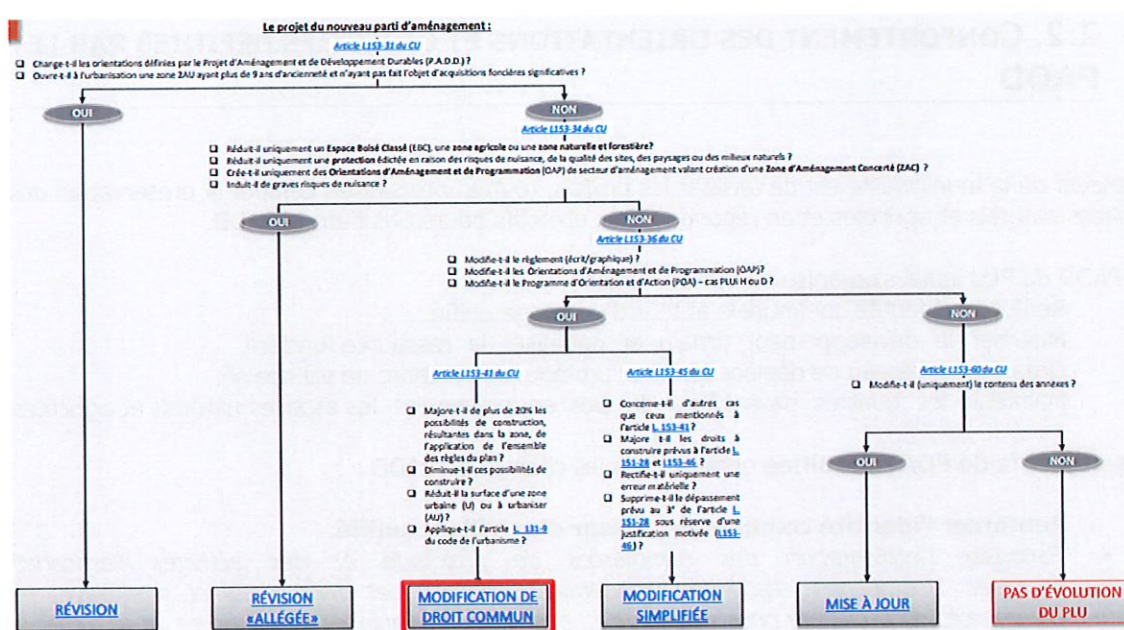 Le projet du nouveau parti d'aménagement :
Article L153-31 du CU
❑ Change-t-il les orientations définies par le Projet d'Aménagement et de Développement Durables (P.A.D.D.) ?
❑ Ouvre-t-il à l'urbanisation une zone 2AU ayant plus de 9 ans d'ancienneté et n'ayant pas fait l'objet d'acquisitions foncières significatives ?
OUI
NON
Article L153-34 du CU
❑ Réduit-il uniquement un Espace Boisé Classé (EBC), une zone agricole ou une zone naturelle et forestière?
❑ Réduit-il uniquement une protection édictée en raison des risques de nuisance, de la qualité des sites, des paysages ou des milieux naturels ?
❑ Crée-t-il uniquement des Orientations d'Aménagement et de Programmation (OAP) de secteur d'aménagement valant création d'une Zone d'Aménagement Concerté (ZAC) ?
❑ Induit-il de graves risques de nuisance
OUI
NON
Article L153-36 du CU
❑ Modifie-t-il le règlement (écrit/graphique) ?
❑ Modifie-t-il les Orientations d'Aménagement et de Programmation (OAP)?
❑ Modifie-t-il le Programme d'Orientation et d'Action (POA) – cas PLUi H ou D ?
OUI
NON
Article L153-41 du CU
❑ Majore-t-il de plus de 20% les
possibilités de construction,
résultantes dans la zone, de
l'application de l'ensemble
des règles du plan ?
❑ Diminue-t-il ces possibilités de
construire ?
❑ Réduit-il la surface d'une zone
urbaine (U) ou à urbaniser
(AU) ?
❑ Applique-t-il l'article L. 131-9
du code de l'urbanisme ?
Article L153-45 du CU
❑ Concerne-t-il d'autres cas
que ceux mentionnés à
l'article L. 153-41 ?
❑ Majore t-il les droits à
construire prévus à l'article L.
151-28 et L153-46 ?
❑ Rectifie-t-il uniquement une
erreur matérielle ?
❑ Supprime-t-il le dépassement
prévu au 3° de l'article L.
151-28 sous réserve d'une
justification motivée (L153-
46) ?
Article L153-60 du CU
❑ Modifie-t-il (uniquement) le contenu des annexes ?
OUI
NON
RÉVISION
RÉVISION
«ALLÉGÉE»
MODIFICATION DE
DROIT COMMUN
MODIFICATION
SIMPLIFIÉE
MISE À JOUR
PAS D'ÉVOLUTION
DU PLU